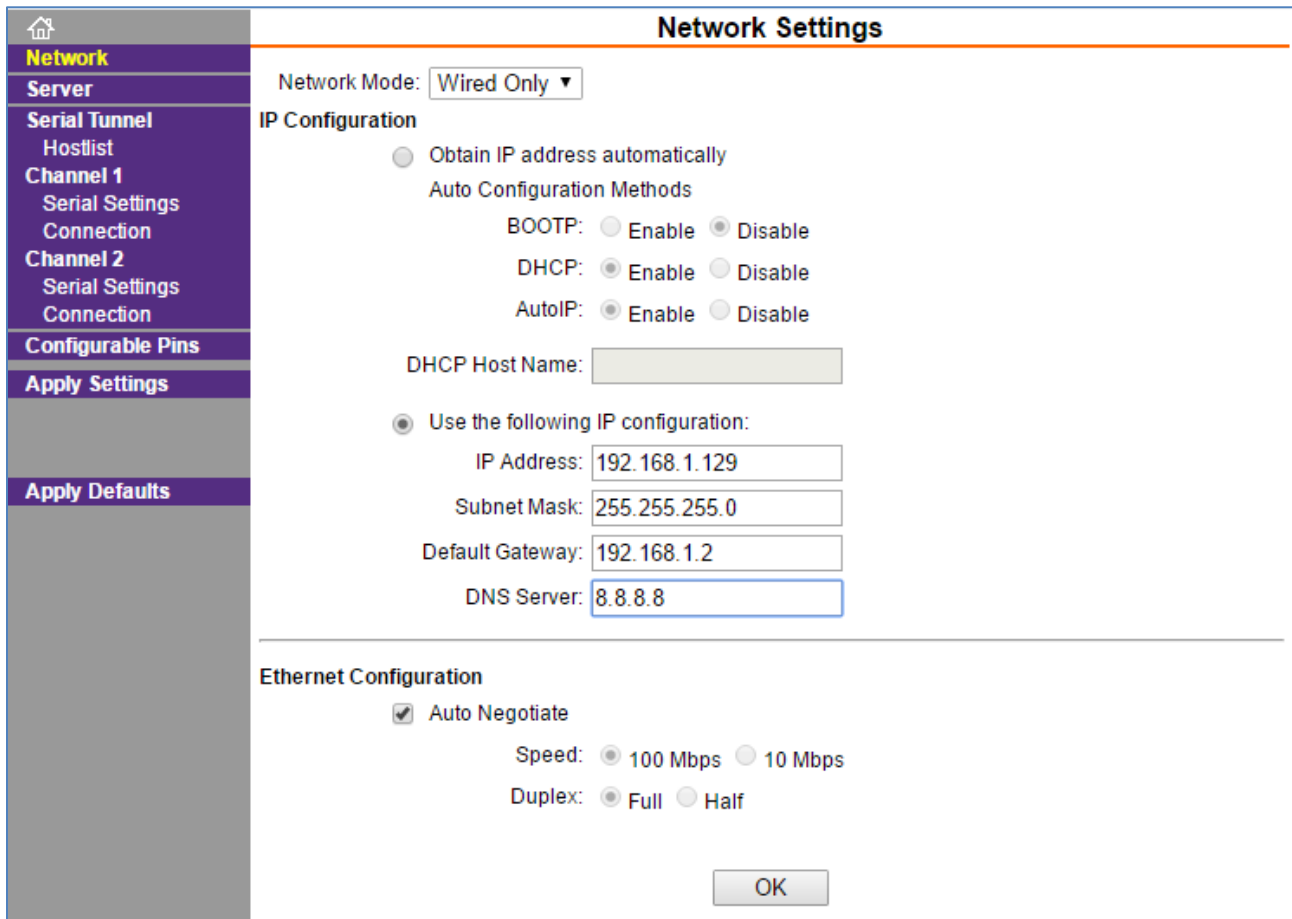 Network Settings
Network
Server
Serial Tunnel
Hostlist
Channel 1
Serial Settings
Connection
Channel 2
Serial Settings
Connection
Configurable Pins
Apply Settings
Apply Defaults
Network Mode: Wired Only
IP Configuration
Obtain IP address automatically
Auto Configuration Methods
BOOTP: Enable Disable
DHCP: Enable Disable
AutoIP: Enable Disable
DHCP Host Name:
Use the following IP configuration:
IP Address: 192.168.1.129
Subnet Mask: 255.255.255.0
Default Gateway: 192.168.1.2
DNS Server: 8.8.8.8
Ethernet Configuration
Auto Negotiate
Speed: 100 Mbps 10 Mbps
Duplex: Full Half
OK